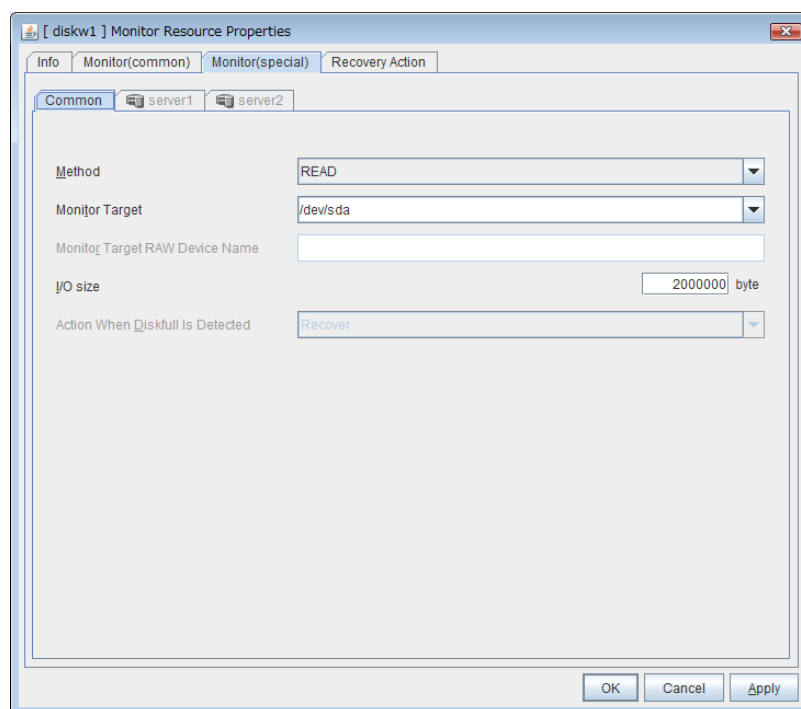 [ diskw1 ] Monitor Resource Properties
Info Monitor(common) Monitor(special) Recovery Action
Common server1 server2
Method READ
Monitor Target /dev/sda
Monitor Target RAW Device Name
I/O size 2000000 byte
Action When Diskfull Is Detected Recover
OK Cancel Apply